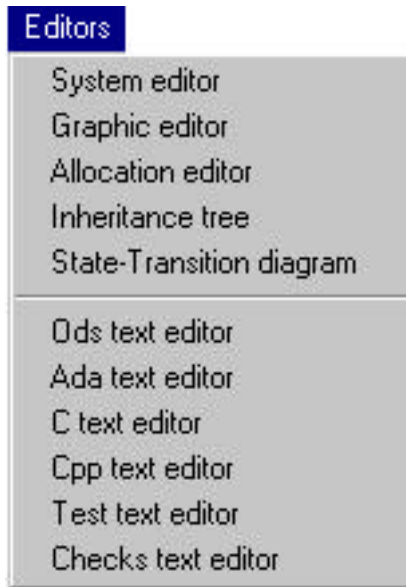 Editors
System editor
Graphic editor
Allocation editor
Inheritance tree
State-Transition diagram
Ods text editor
Ada text editor
C text editor
Cpp text editor
Test text editor
Checks text editor